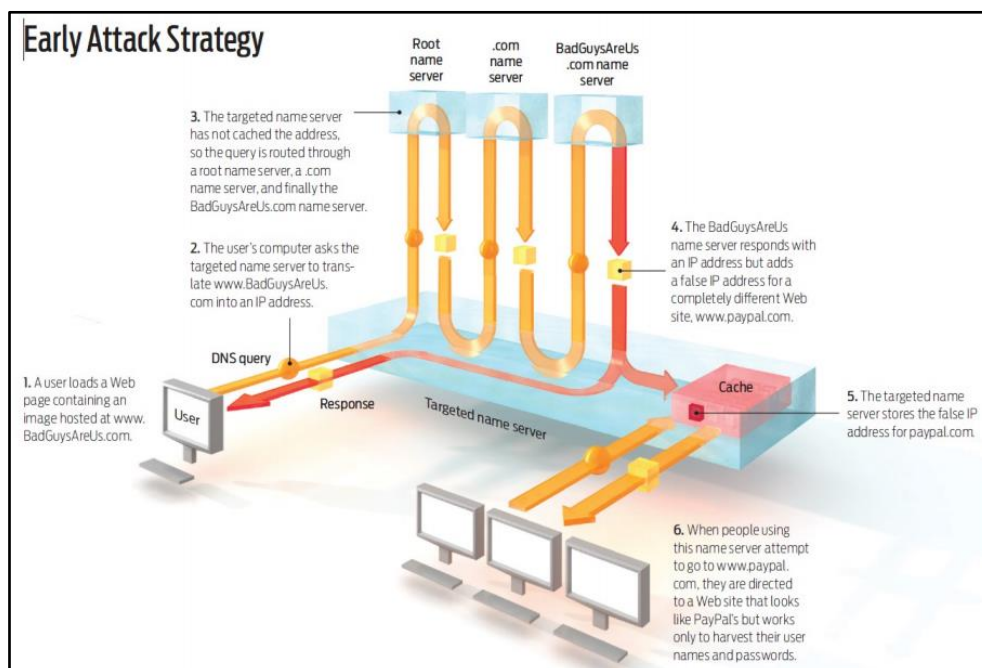 Early Attack Strategy
Root
name
server
.com
name
server
BadGuysAreUs
.com name
server
3. The targeted name server
has not cached the address,
so the query is routed through
a root name server, a .com
name server, and finally the
BadGuysAreUs.com name server.
2. The user's computer asks the
targeted name server to trans-
late www.BadGuysAreUs.
com into an IP address.
4. The BadGuysAreUs
name server responds with
an IP address but adds
a false IP address for a
completely different Web
site, www.paypal.com.
DNS query
1. A user loads a Web
page containing an
image hosted at www.
BadGuysAreUs.com.
User
Response
Targeted name server
Cache
5. The targeted name
server stores the false IP
address for paypal.com.
6. When people using
this name server attempt
to go to www.paypal.
com, they are directed
to a Web site that looks
like PayPal's but works
only to harvest their user
names and passwords.